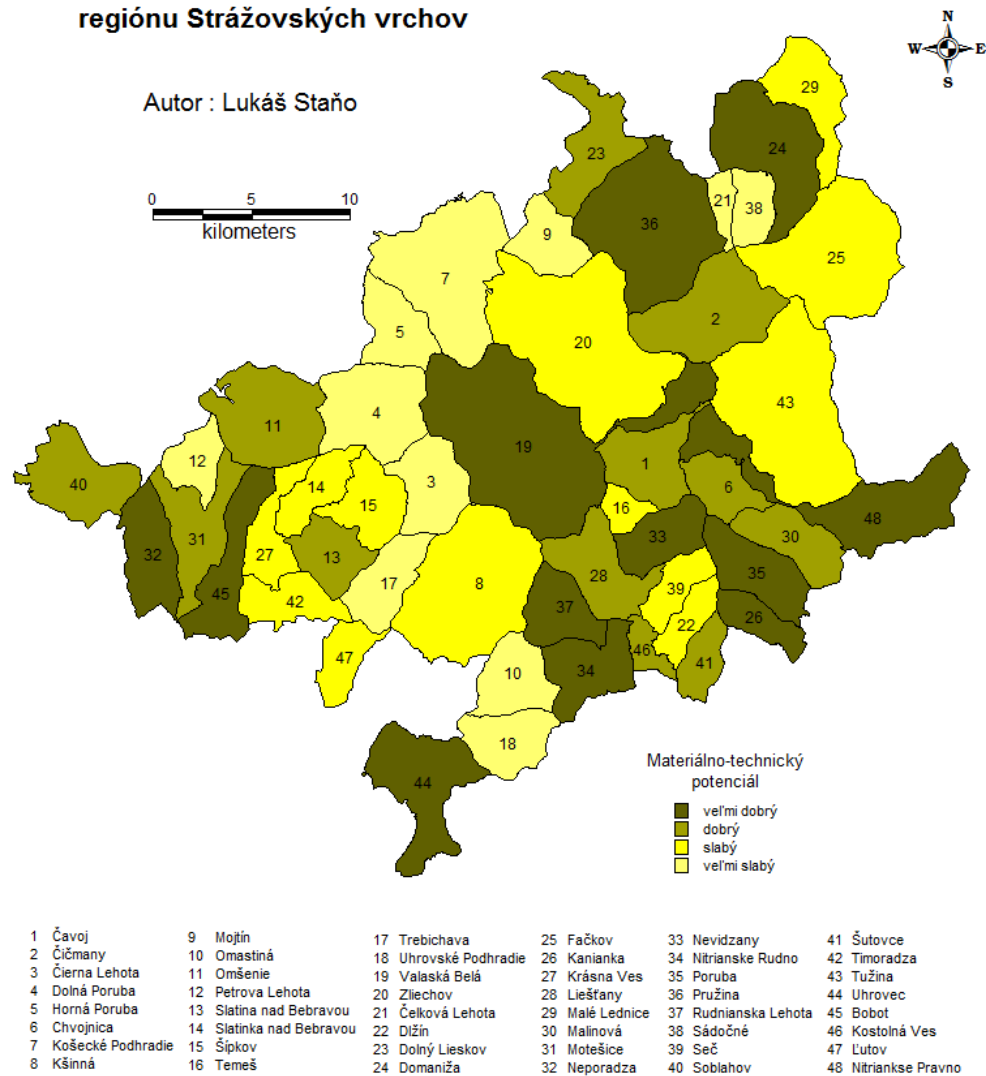 regiónu Strážovských vrchov
N
W E
S
Autor : Lukáš Staňo
0 5 10
kilometers
29
24
23
21 38
36
9
25
7
2
5
20
43
4
11
19
12
3
1
40
14
6
15
16
48
31
33
30
32
27
13
28
35
17
8
39
45
42
37
26
22
46
41
47
10
34
18
44
Materiálno-technický
potenciál
veľmi dobrý
dobrý
slabý
veľmi slabý
1 Čavoj
2 Čičmany
3 Čierna Lehota
4 Dolná Poruba
5 Horná Poruba
6 Chvojnica
7 Košecké Podhradie
8 Kšinná
9 Mojtín
10 Omastiná
11 Omšenie
12 Petrova Lehota
13 Slatina nad Bebravou
14 Slatinka nad Bebravou
15 Šípkov
16 Temeš
17 Trebichava
18 Uhrovské Podhradie
19 Valaská Belá
20 Zliechov
21 Čelková Lehota
22 Dlžín
23 Dolný Lieskov
24 Domaniža
25 Fačkov
26 Kanianka
27 Krásna Ves
28 Liešťany
29 Malé Lednice
30 Malinová
31 Motešice
32 Neporadza
33 Nevidzany
34 Nitrianske Rudno
35 Poruba
36 Pružina
37 Rudnianska Lehota
38 Sádočné
39 Seč
40 Soblahov
41 Šutovce
42 Timoradza
43 Tužina
44 Uhrovec
45 Bobot
46 Kostolná Ves
47 Ľutov
48 Nitriankse Pravno